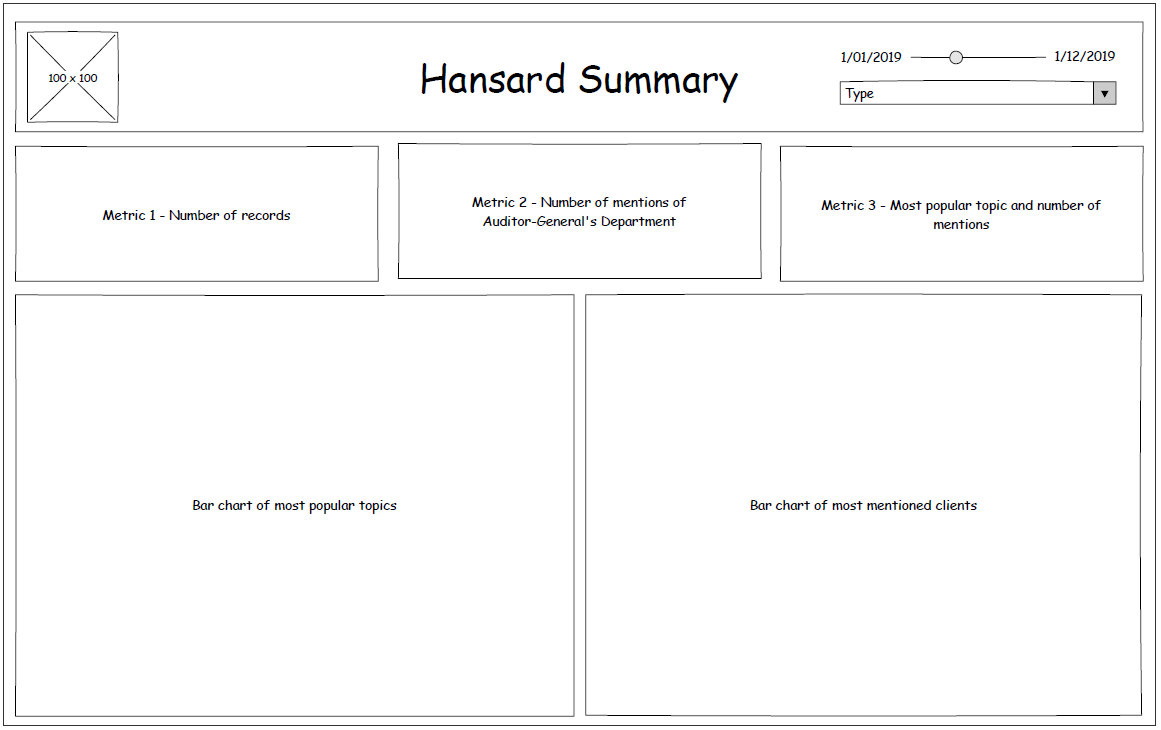 100 x 100
Hansard Summary
1/01/2019
1/12/2019
Type
Metric 1 - Number of records
Metric 2 - Number of mentions of
Auditor-General's Department
Metric 3 - Most popular topic and number of
mentions
Bar chart of most popular topics
Bar chart of most mentioned clients